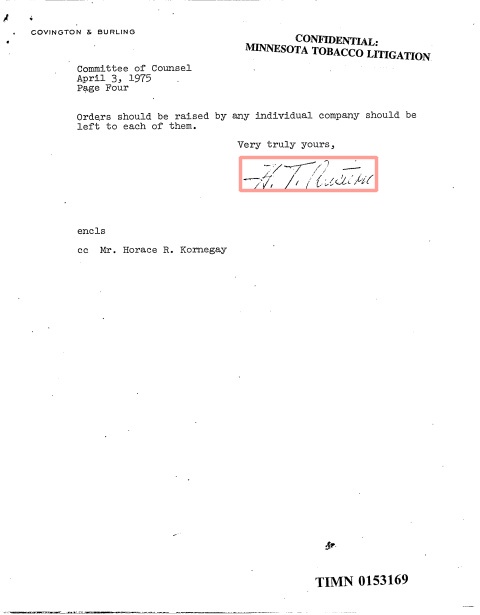 COVINGTON & BURLING
CONFIDENTIAL:
MINNESOTA TOBACCO LITIGATION
Committee of Counsel
April 3, 1975
Page Four
Orders should be raised by any individual company should be
left to each of them.
Very truly yours,
H. T. Austern
encls
cc Mr. Horace R. Kornegay
TIMN 0153169